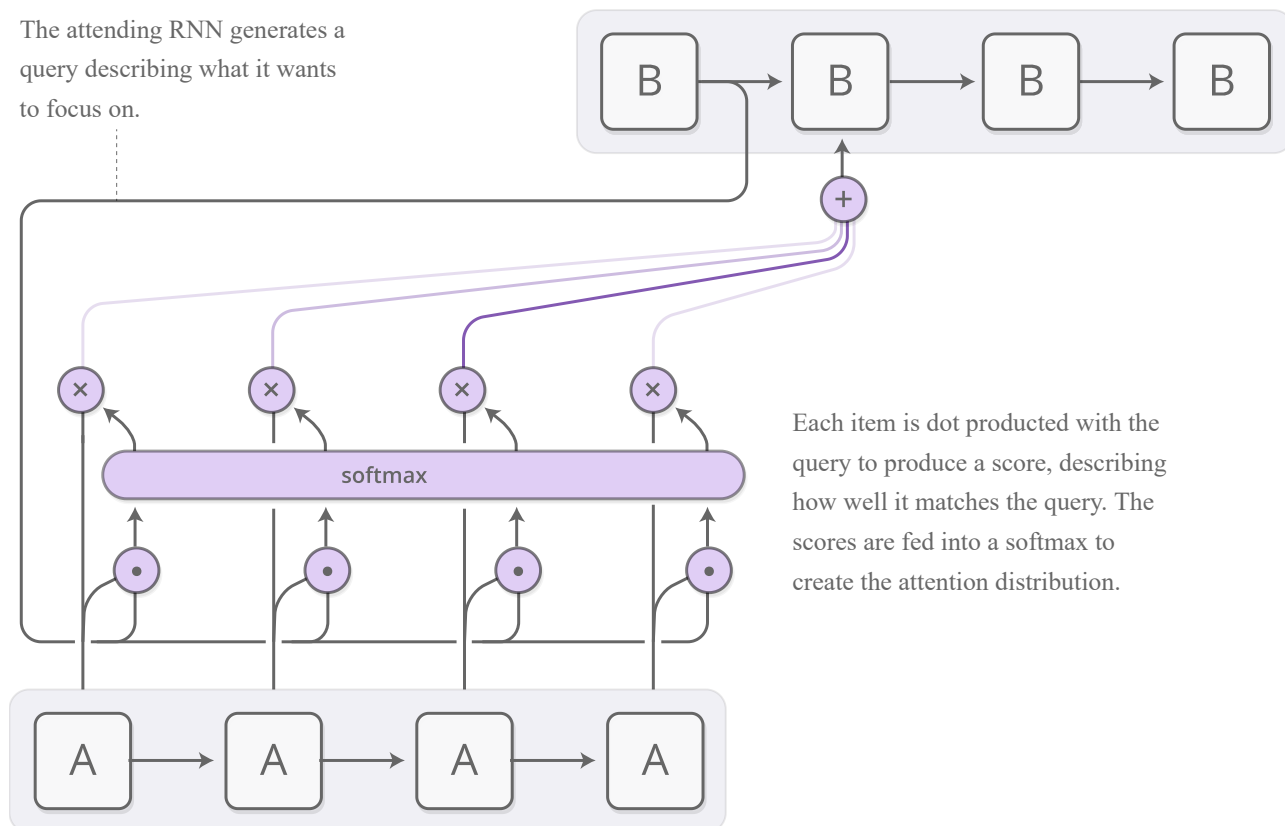 The attending RNN generates a
query describing what it wants
to focus on.
B B B B
+
× × × ×
softmax
Each item is dot producted with the
query to produce a score, describing
how well it matches the query. The
scores are fed into a softmax to
create the attention distribution.
• • • •
A A A A